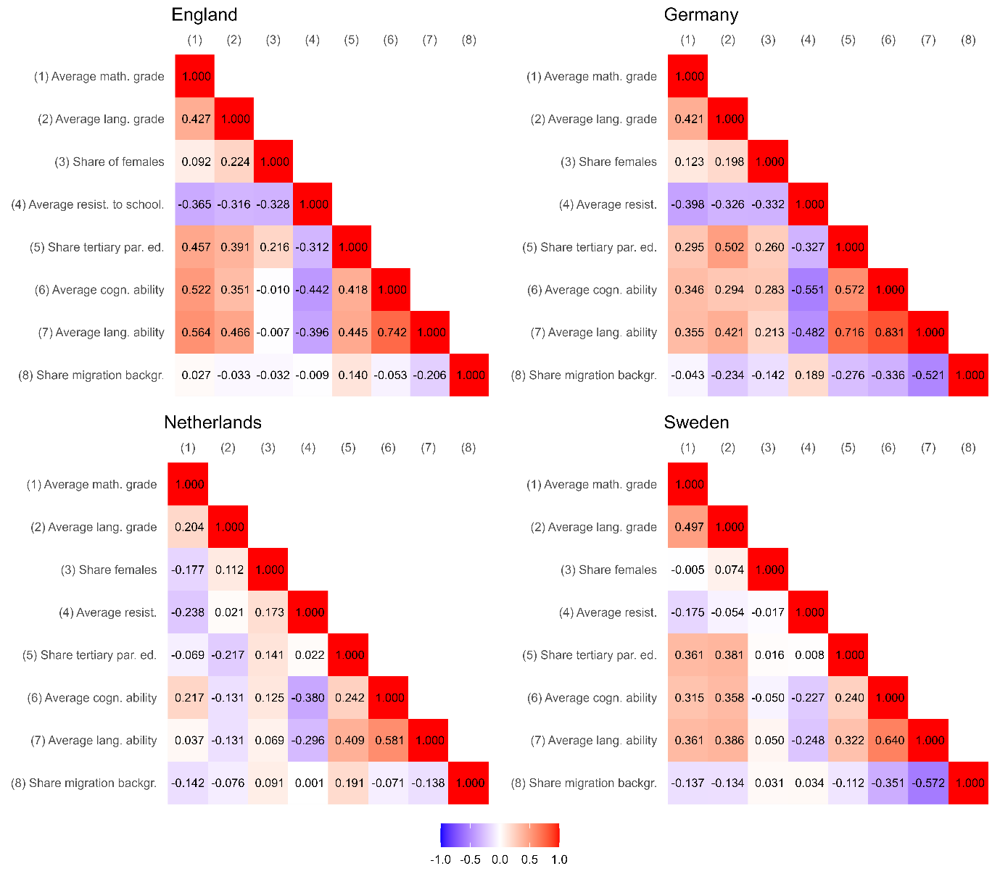 England
(1) (2) (3) (4) (5) (6) (7) (8)
(1) Average math. grade 1.000
(2) Average lang. grade 0.427 1.000
(3) Share of females 0.092 0.224 1.000
(4) Average resist. to school. -0.365 -0.316 -0.328 1.000
(5) Share tertiary par. ed. 0.457 0.391 0.216 -0.312 1.000
(6) Average cogn. ability 0.522 0.351 -0.010 -0.442 0.418 1.000
(7) Average lang. ability 0.564 0.466 -0.007 -0.396 0.445 0.742 1.000
(8) Share migration backgr. 0.027 -0.033 -0.032 -0.009 0.140 -0.053 -0.206 1.000
Germany
(1) (2) (3) (4) (5) (6) (7) (8)
(1) Average math. grade 1.000
(2) Average lang. grade 0.421 1.000
(3) Share females 0.123 0.198 1.000
(4) Average resist. -0.398 -0.326 -0.332 1.000
(5) Share tertiary par. ed. 0.295 0.502 0.260 -0.327 1.000
(6) Average cogn. ability 0.346 0.294 0.283 -0.551 0.572 1.000
(7) Average lang. ability 0.355 0.421 0.213 -0.482 0.716 0.831 1.000
(8) Share migration backgr. -0.043 -0.234 -0.142 0.189 -0.276 -0.336 -0.521 1.000
Netherlands
(1) (2) (3) (4) (5) (6) (7) (8)
(1) Average math. grade 1.000
(2) Average lang. grade 0.204 1.000
(3) Share females -0.177 0.112 1.000
(4) Average resist. -0.238 0.021 0.173 1.000
(5) Share tertiary par. ed. -0.069 -0.217 0.141 0.022 1.000
(6) Average cogn. ability 0.217 -0.131 0.125 -0.380 0.242 1.000
(7) Average lang. ability 0.037 -0.131 0.069 -0.296 0.409 0.581 1.000
(8) Share migration backgr. -0.142 -0.076 0.091 0.001 0.191 -0.071 -0.138 1.000
Sweden
(1) (2) (3) (4) (5) (6) (7) (8)
(1) Average math. grade 1.000
(2) Average lang. grade 0.497 1.000
(3) Share females -0.005 0.074 1.000
(4) Average resist. -0.175 -0.054 -0.017 1.000
(5) Share tertiary par. ed. 0.361 0.381 0.016 0.008 1.000
(6) Average cogn. ability 0.315 0.358 -0.050 -0.227 0.240 1.000
(7) Average lang. ability 0.361 0.386 0.050 -0.248 0.322 0.640 1.000
(8) Share migration backgr. -0.137 -0.134 0.031 0.034 -0.112 -0.351 -0.572 1.000
-1.0 -0.5 0.0 0.5 1.0